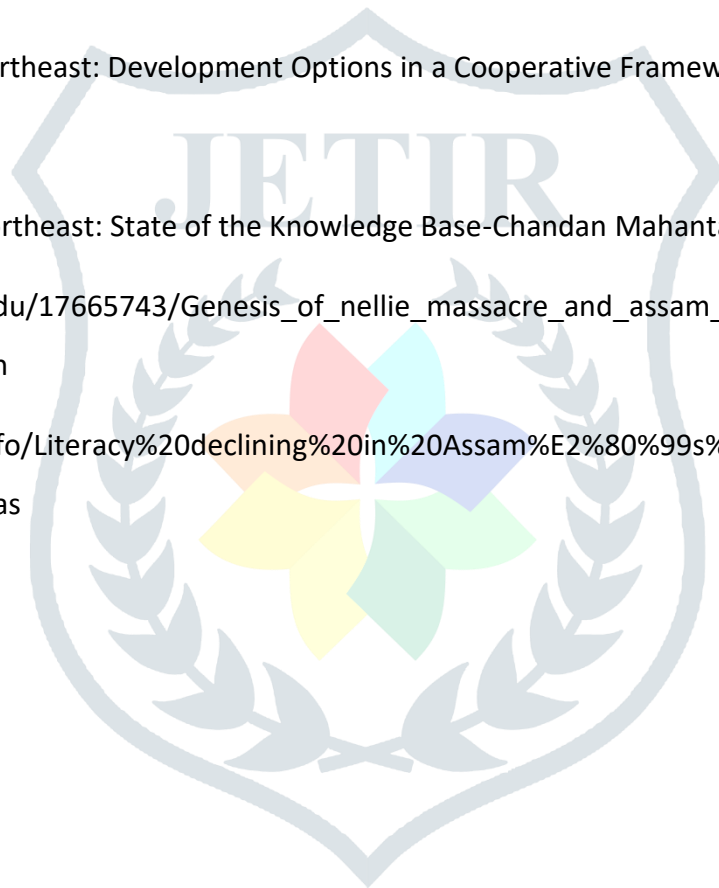 rtheast: Development Options in a Cooperative Framew
JETIR
rtheast: State of the Knowledge Base-Chandan Mahanta
du/17665743/Genesis_of_nellie_massacre_and_assam_
n
fo/Literacy%20declining%20in%20Assam%E2%80%99s%
as